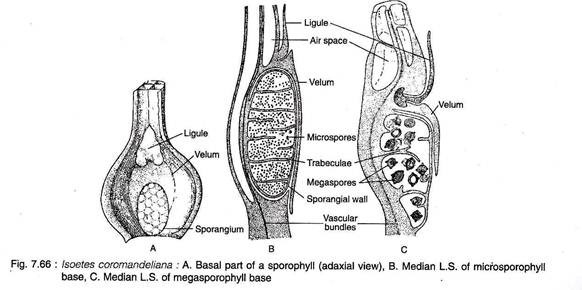 Ligule
Air space
Velum
Ligule
Velum
Velum
Microspores
Trabeculae
Megaspores
Sporangial wall
Sporangium
Vascular
bundles
A
B
C
Fig. 7.66 : Isoetes coromandeliana : A. Basal part of a sporophyll (adaxial view), B. Median L.S. of microsporophyll
base, C. Median L.S. of megasporophyll base